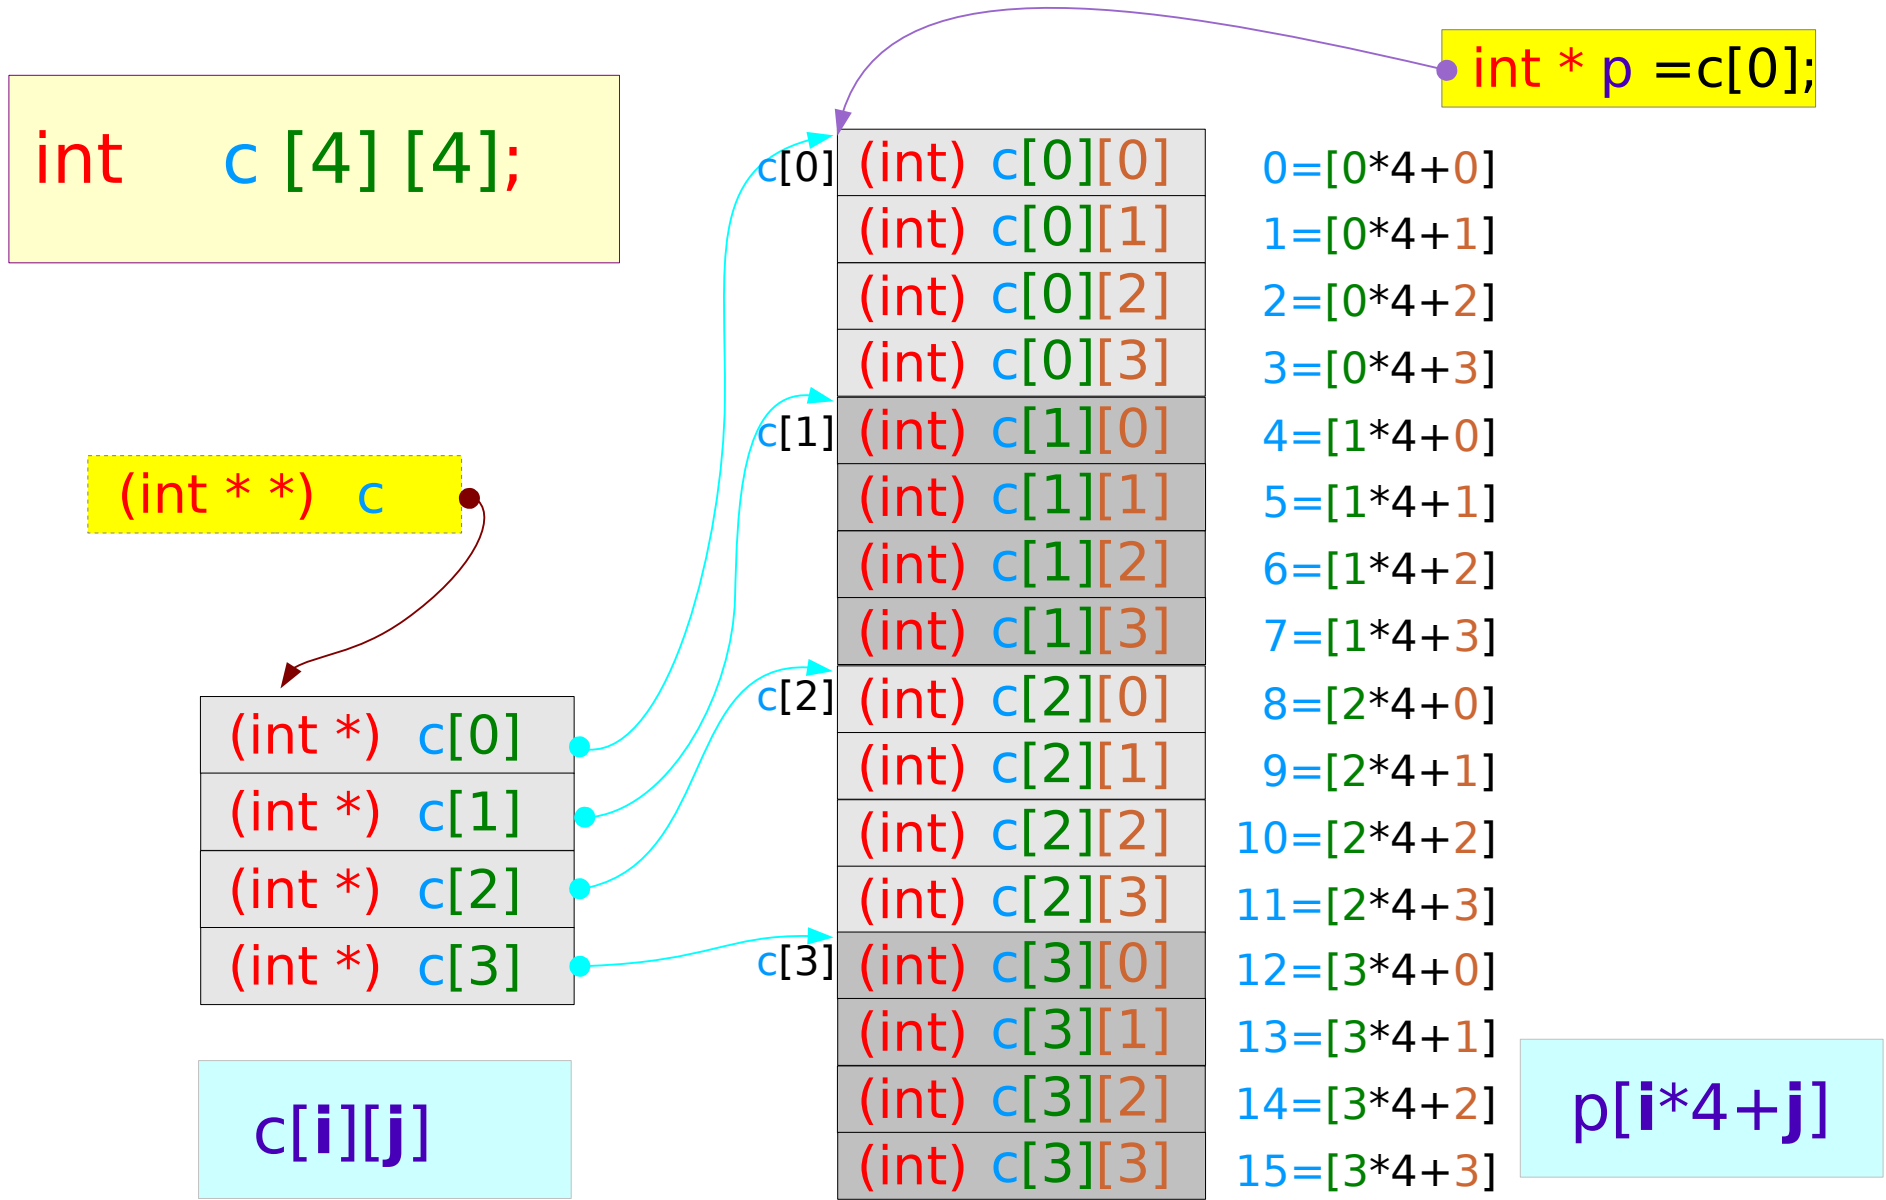 int c [4] [4];
(int * *) c
(int *) c[0]
(int *) c[1]
(int *) c[2]
(int *) c[3]
c[i][j]
int * p =c[0];
c[0] (int) c[0][0] 0=[0*4+0]
(int) c[0][1] 1=[0*4+1]
(int) c[0][2] 2=[0*4+2]
(int) c[0][3] 3=[0*4+3]
c[1] (int) c[1][0] 4=[1*4+0]
(int) c[1][1] 5=[1*4+1]
(int) c[1][2] 6=[1*4+2]
(int) c[1][3] 7=[1*4+3]
c[2] (int) c[2][0] 8=[2*4+0]
(int) c[2][1] 9=[2*4+1]
(int) c[2][2] 10=[2*4+2]
(int) c[2][3] 11=[2*4+3]
c[3] (int) c[3][0] 12=[3*4+0]
(int) c[3][1] 13=[3*4+1]
(int) c[3][2] 14=[3*4+2]
(int) c[3][3] 15=[3*4+3]
p[i*4+j]